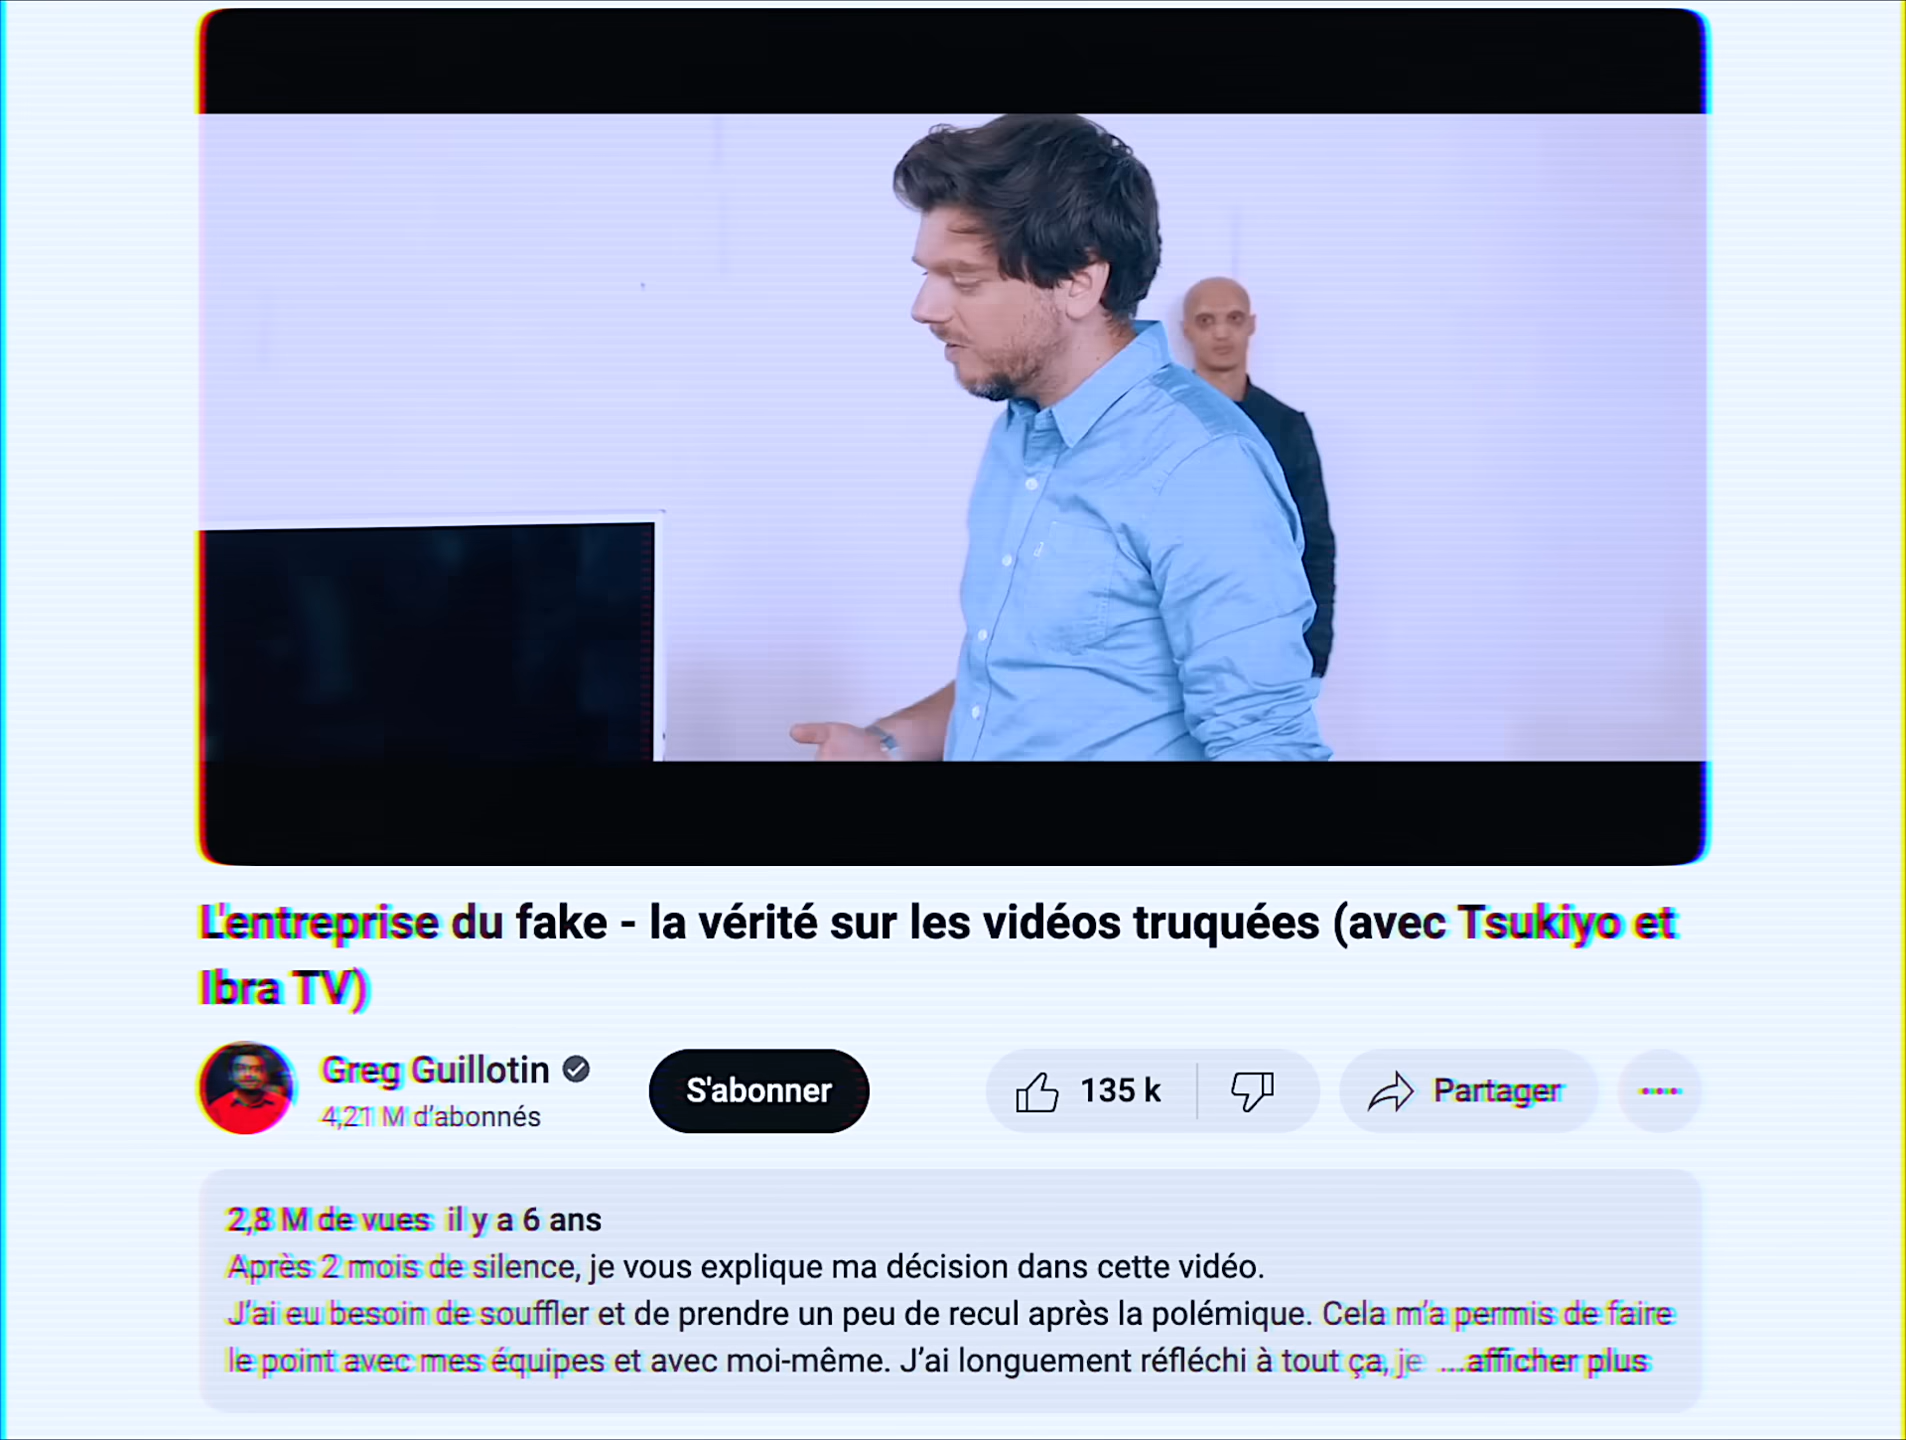 L'entreprise du fake - la vérité sur les vidéos truquées (avec Tsukiyo et
Ibra TV)
Greg Guillotin
4,21 M d’abonnés
S'abonner
135 k
Partager
2,8 M de vues il y a 6 ans
Après 2 mois de silence, je vous explique ma décision dans cette vidéo.
J’ai eu besoin de souffler et de prendre un peu de recul après la polémique. Cela m’a permis de faire
le point avec mes équipes et avec moi-même. J’ai longuement réfléchi à tout ça, je ...afficher plus